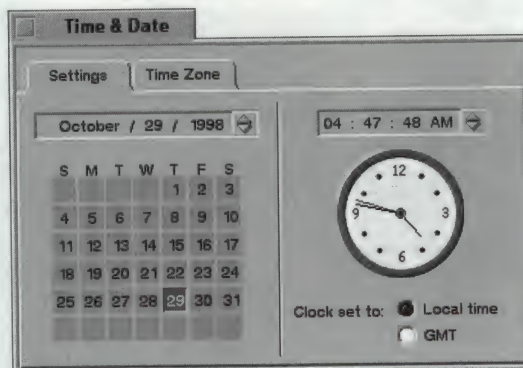 Time & Date
Settings
Time Zone
October / 29 / 1998
S M T W T F S
1 2 3
4 5 6 7 8 9 10
11 12 13 14 15 16 17
18 19 20 21 22 23 24
25 26 27 28 29 30 31
04 : 47 : 48 AM
12
9 3
6
Clock set to: Local time
GMT